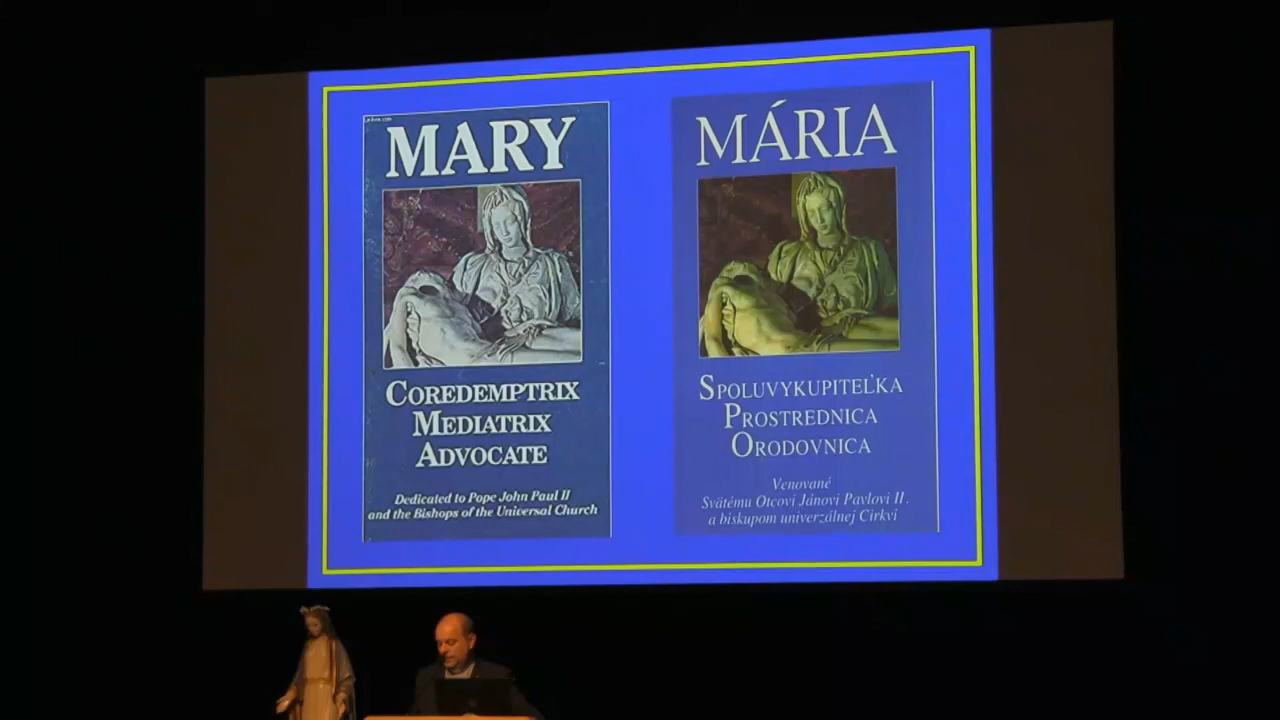 MARY
COREDEMPTRIX
MEDIATRIX
ADVOCATE
Dedicated to Pope John Paul II
and the Bishops of the Universal Church
MÁRIA
SPOLUVYKUPITEĽKA
PROSTREDNICA
ORODOVNICA
Venované
Svätému Otcovi Jánovi Pavlovi II.
a biskupom univerzálnej Cirkvi